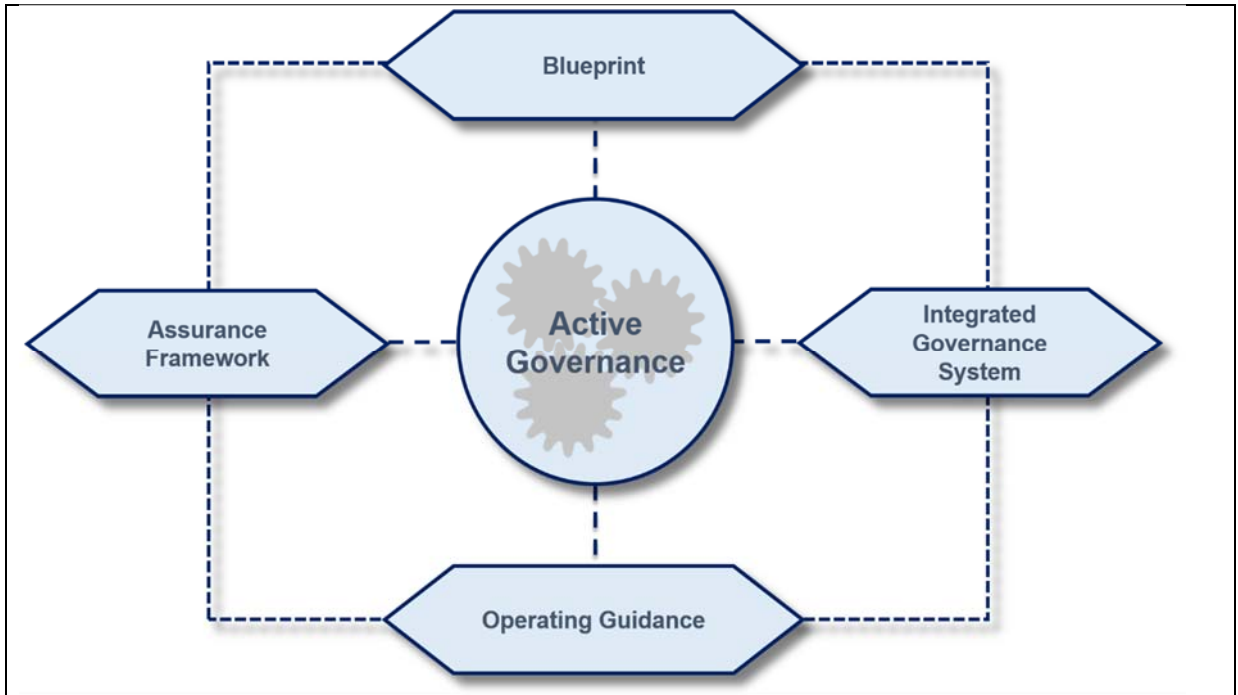 Blueprint
Assurance
Framework
Active
Governance
Integrated
Governance
System
Operating Guidance